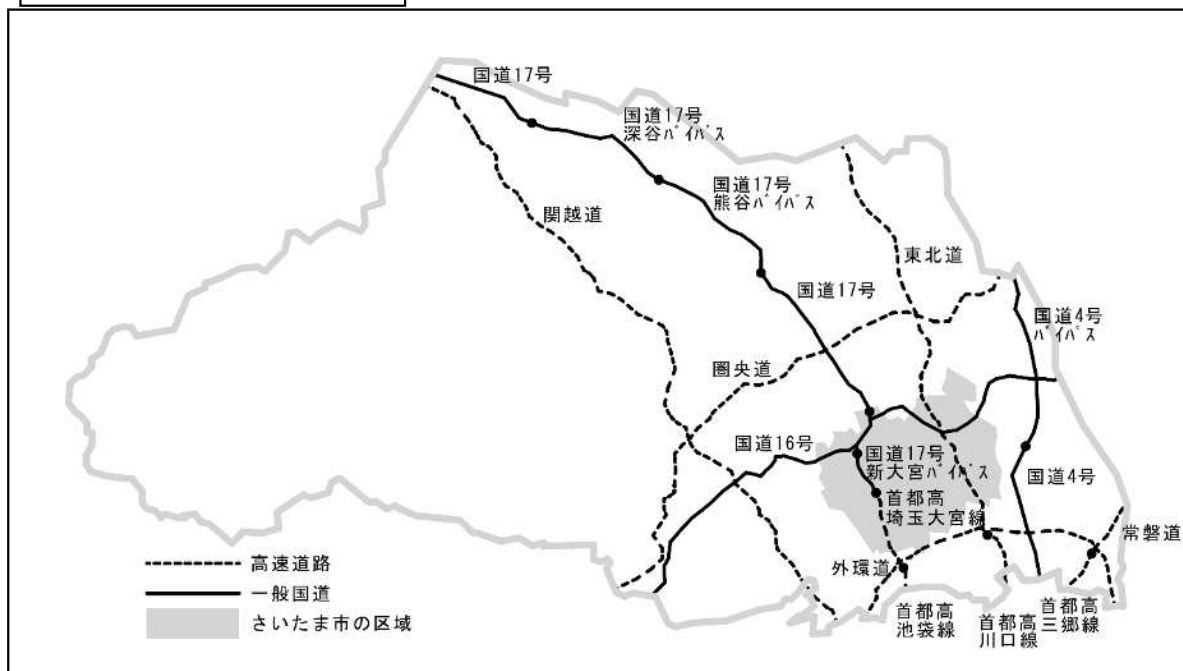 国道17号
国道17号
深谷バイパス
国道17号
熊谷バイパス
関越道
東北道
国道17号
国道4号
バイパス
圏央道
国道16号
国道17号
新大宮バイパス
国道4号
首都高
埼玉大宮線
常磐道
外環道
高速道路
一般国道
さいたま市の区域
首都高
池袋線
首都高
川口線
首都高
三郷線